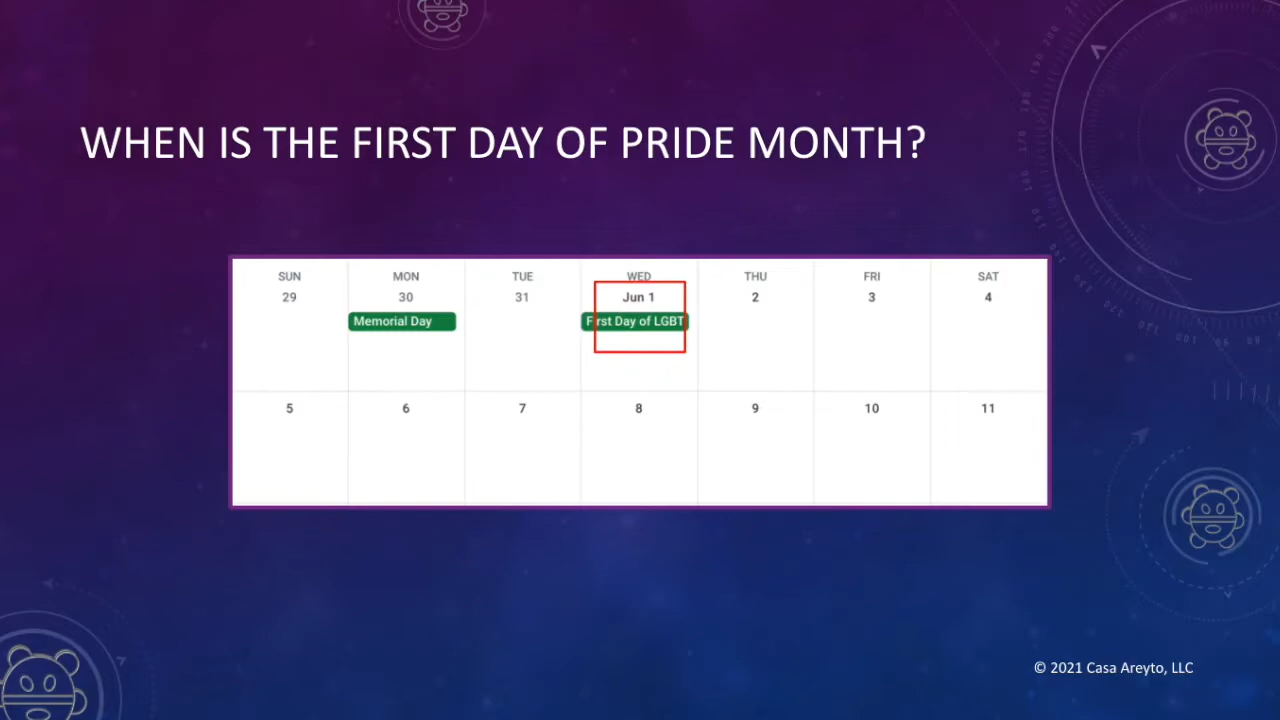 WHEN IS THE FIRST DAY OF PRIDE MONTH?
SUN MON TUE WED THU FRI SAT
29 30 31 Jun 1 2 3 4
Memorial Day First Day of LGBT
5 6 7 8 9 10 11
© 2021 Casa Areyto, LLC